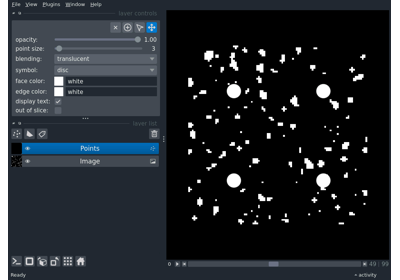 File View Plugins Window Help
layer controls
opacity: 1.00
point size: 3
blending: translucent
symbol: disc
face color: white
edge color: white
display text: ✓
out of slice:
layer list
Points
Image
Ready
49 99
activity